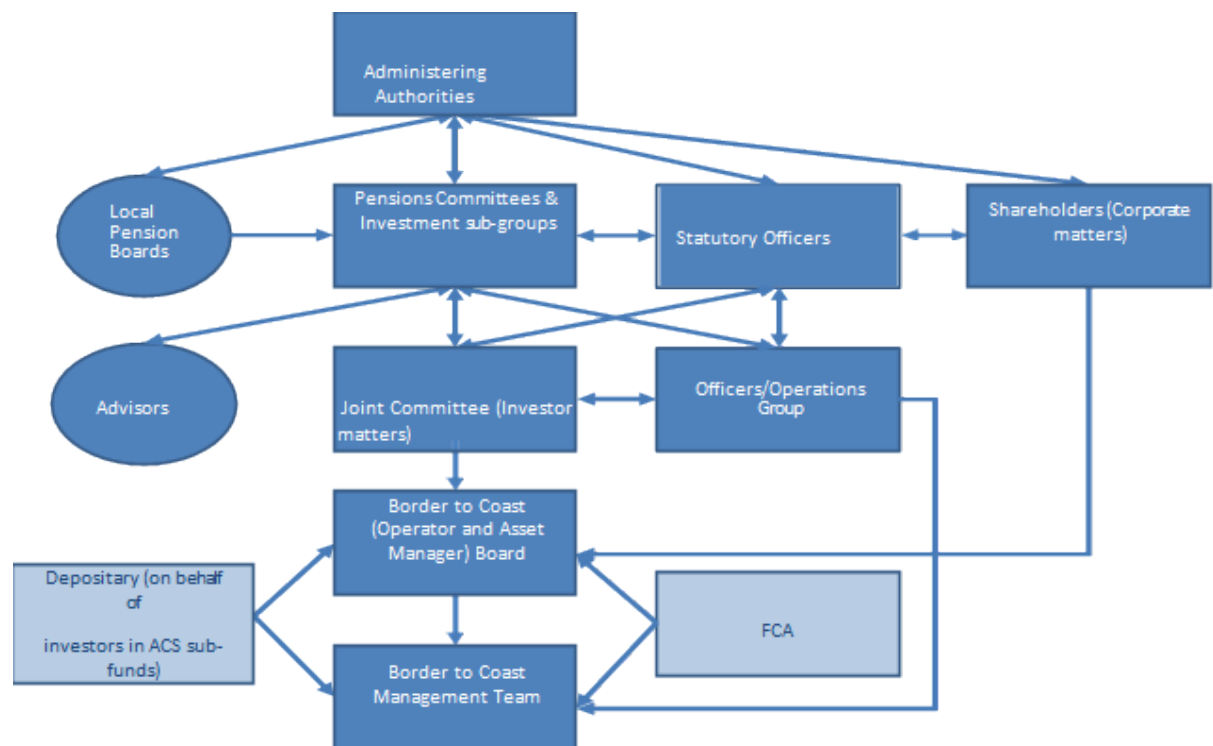 Administering
Authorities
Local
Pension
Boards
Pensions Committees &
Investment sub-groups
Statutory Officers
Shareholders (Corporate
matters)
Advisors
Joint Committee (Investor
matters)
Officers/Operations
Group
Border to Coast
(Operator and Asset
Manager) Board
Depositary (on behalf
of
investors in ACS sub-
funds)
FCA
Border to Coast
Management Team